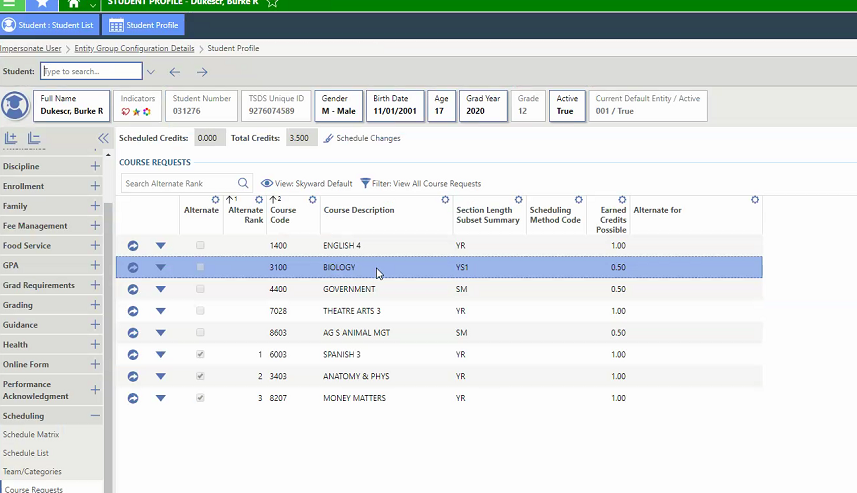 STUDENT PROFILE - Dukescr, Burke R
Student : Student List
Student Profile
Impersonate User > Entity Group Configuration Details > Student Profile
Student: Type to search...
Full Name
Dukescr, Burke R
Indicators
Student Number
031276
TSDS Unique ID
9276074589
Gender
M - Male
Birth Date
11/01/2001
Age
17
Grad Year
2020
Grade
12
Active
True
Current Default Entity / Active
001 / True
Discipline
Enrollment
Family
Fee Management
Food Service
GPA
Grad Requirements
Grading
Guidance
Health
Online Form
Performance
Acknowledgment
Scheduling
Schedule Matrix
Schedule List
Team/Categories
Course Requests
Scheduled Credits: 0.000 Total Credits: 3.500 Schedule Changes
COURSE REQUESTS
Search Alternate Rank View: Skyward Default Filter: View All Course Requests
Alternate
1 Alternate Rank
2 Course Code
Course Description
Section Length Subset Summary
Scheduling Method Code
Earned Credits Possible
Alternate for
1400 ENGLISH 4 YR 1.00
3100 BIOLOGY YS1 0.50
4400 GOVERNMENT SM 0.50
7028 THEATRE ARTS 3 YR 1.00
8603 AG S ANIMAL MGT SM 0.50
1 6003 SPANISH 3 YR 1.00
2 3403 ANATOMY & PHYS YR 1.00
3 8207 MONEY MATTERS YR 1.00